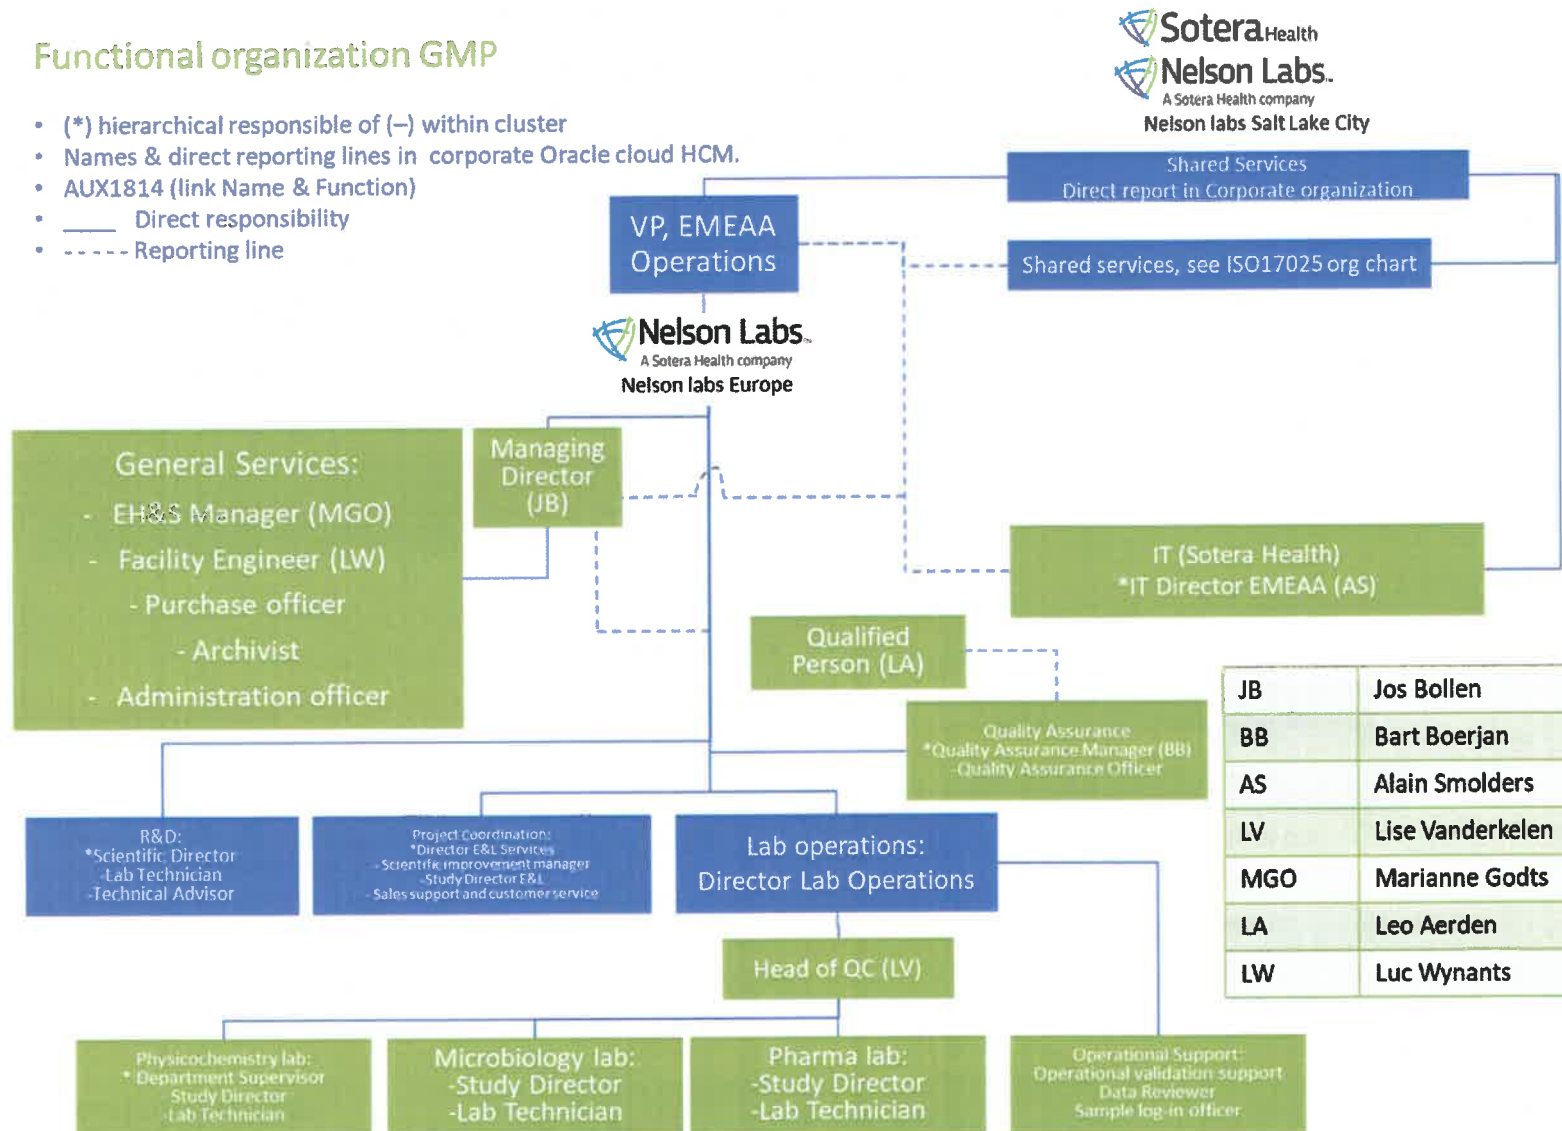 Functional organization GMP
• (*) hierarchical responsible of (–) within cluster
• Names & direct reporting lines in corporate Oracle cloud HCM.
• AUX1814 (link Name & Function)
• ____ Direct responsibility
• ----- Reporting line
Sotera Health
Nelson Labs.
A Sotera Health company
Nelson labs Salt Lake City
Shared Services
Direct report in Corporate organization
VP, EMEAA
Operations
Shared services, see ISO17025 org chart
Nelson Labs™
A Sotera Health company
Nelson labs Europe
General Services:
- EH&S Manager (MGO)
- Facility Engineer (LW)
- Purchase officer
- Archivist
- Administration officer
Managing
Director
(JB)
IT (Sotera Health)
*IT Director EMEAA (AS)
Qualified
Person (LA)
Quality Assurance
*Quality Assurance Manager (BB)
-Quality Assurance Officer
JB Jos Bollen
BB Bart Boerjan
AS Alain Smolders
LV Lise Vanderkelen
MGO Marianne Godts
LA Leo Aerden
LW Luc Wynants
R&D:
*Scientific Director
-Lab Technician
-Technical Advisor
Project Coordination:
*Director E&L Services
-Scientific improvement manager
-Study Director E&L
-Sales support and customer service
Lab operations:
Director Lab Operations
Head of QC (LV)
Physicochemistry lab:
* Department Supervisor
-Study Director
-Lab Technician
Microbiology lab:
-Study Director
-Lab Technician
Pharma lab:
-Study Director
-Lab Technician
Operational Support:
Operational validation support
Data Reviewer
Sample log-in officer